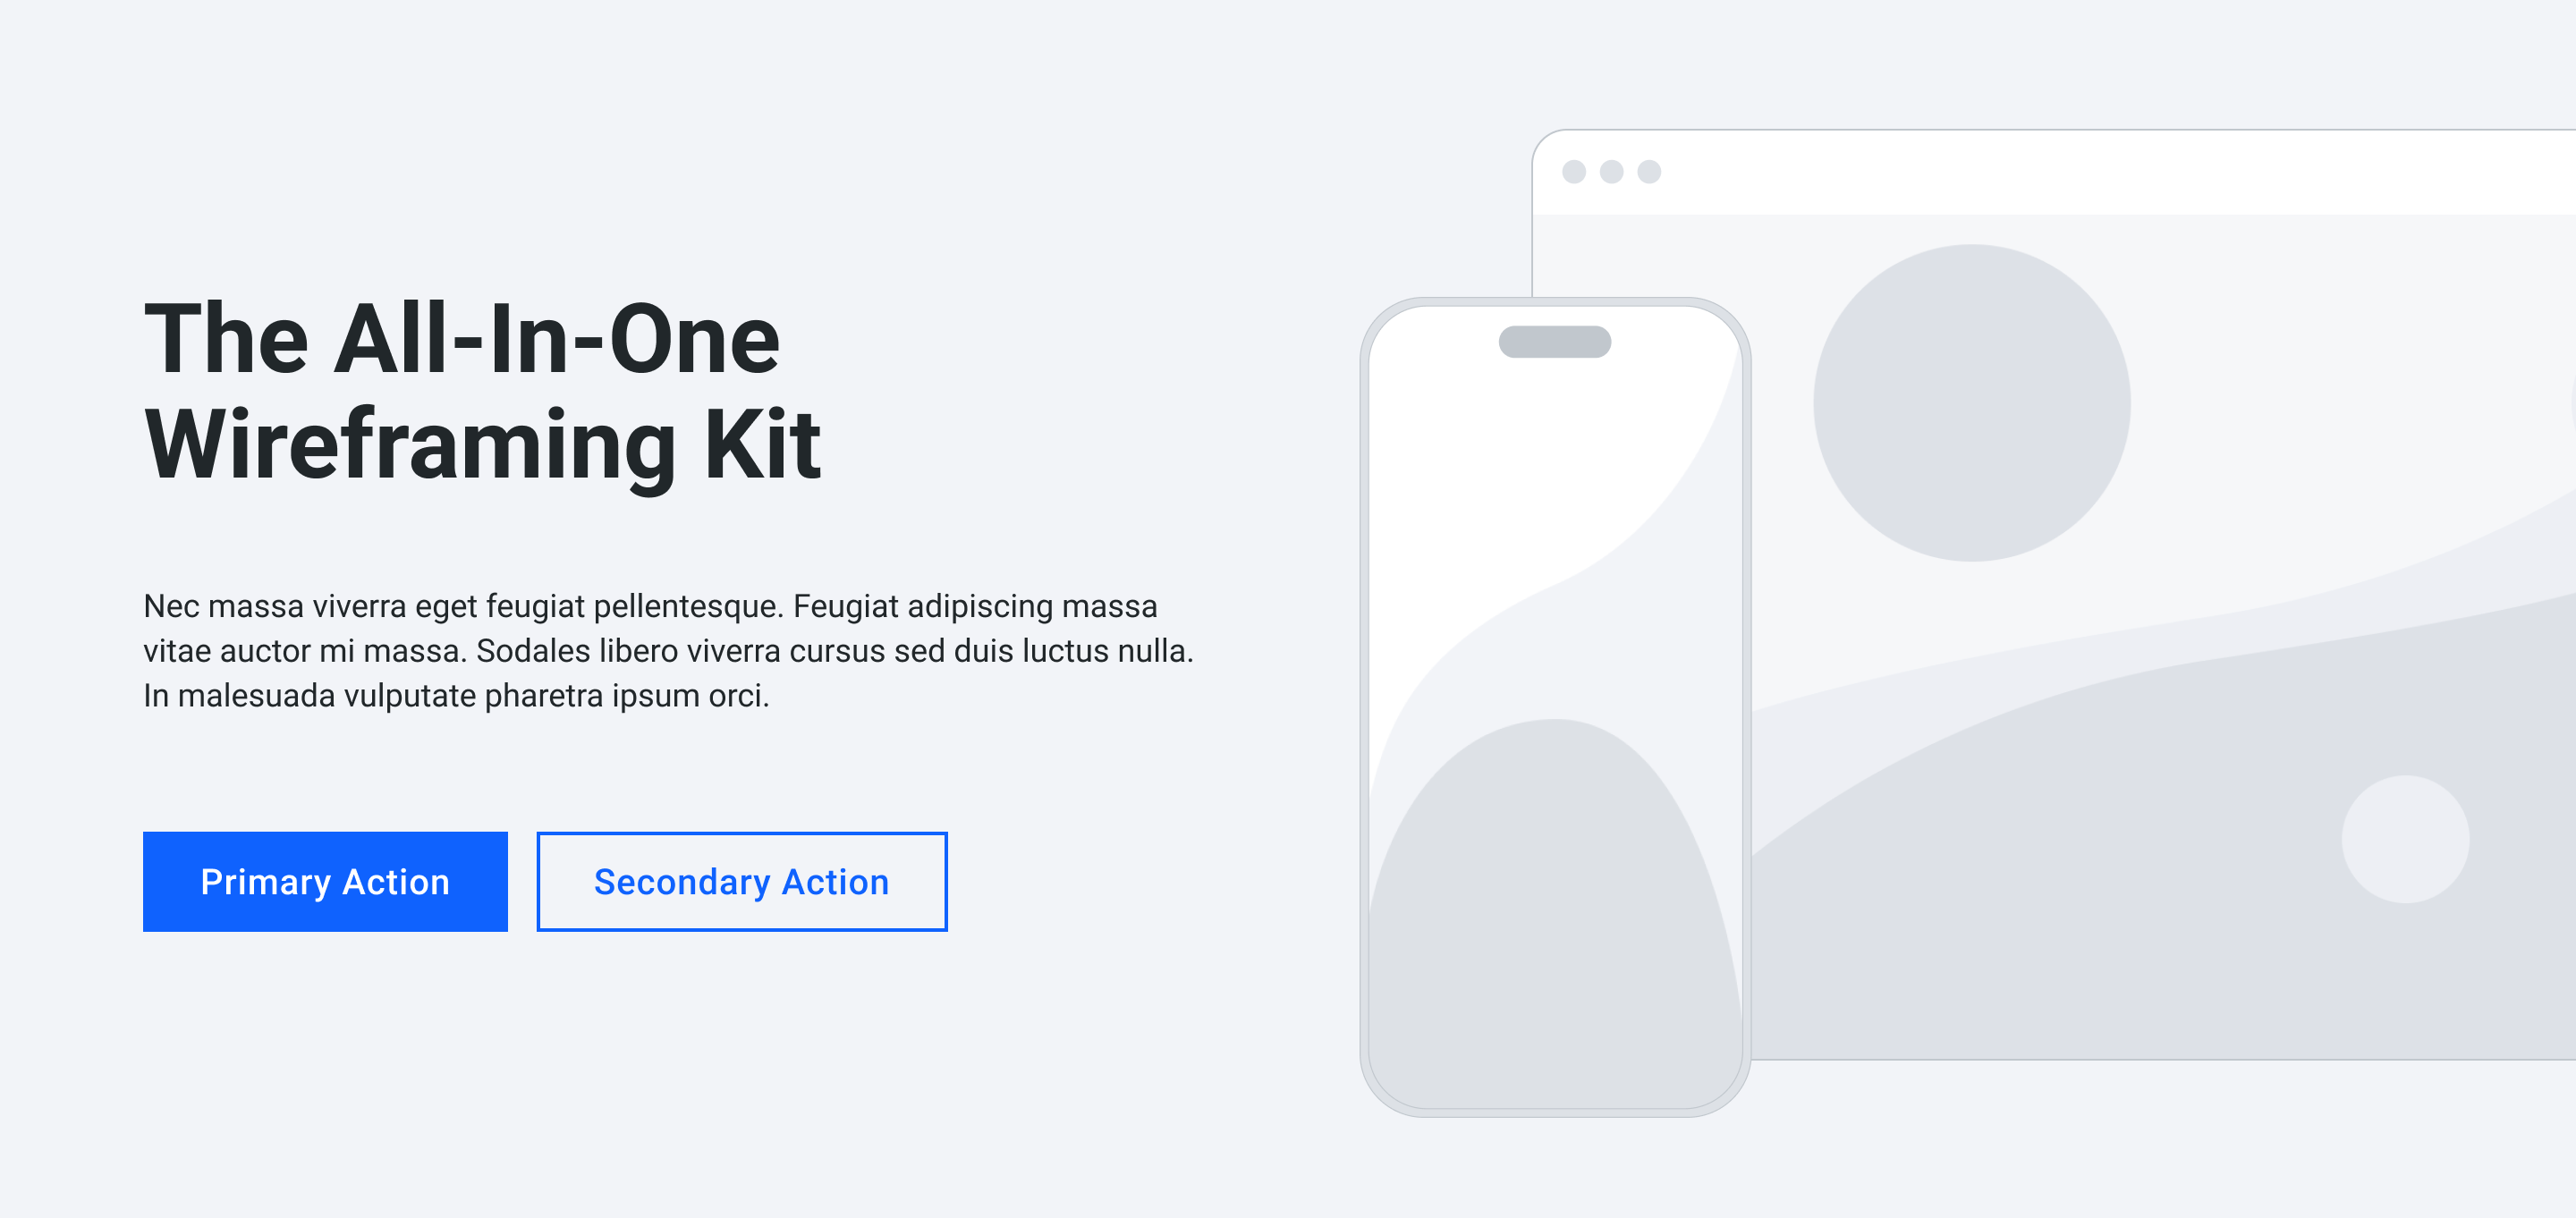 The All-In-One
Wireframing Kit
Nec massa viverra eget feugiat pellentesque. Feugiat adipiscing massa
vitae auctor mi massa. Sodales libero viverra cursus sed duis luctus nulla.
In malesuada vulputate pharetra ipsum orci.
Primary Action
Secondary Action